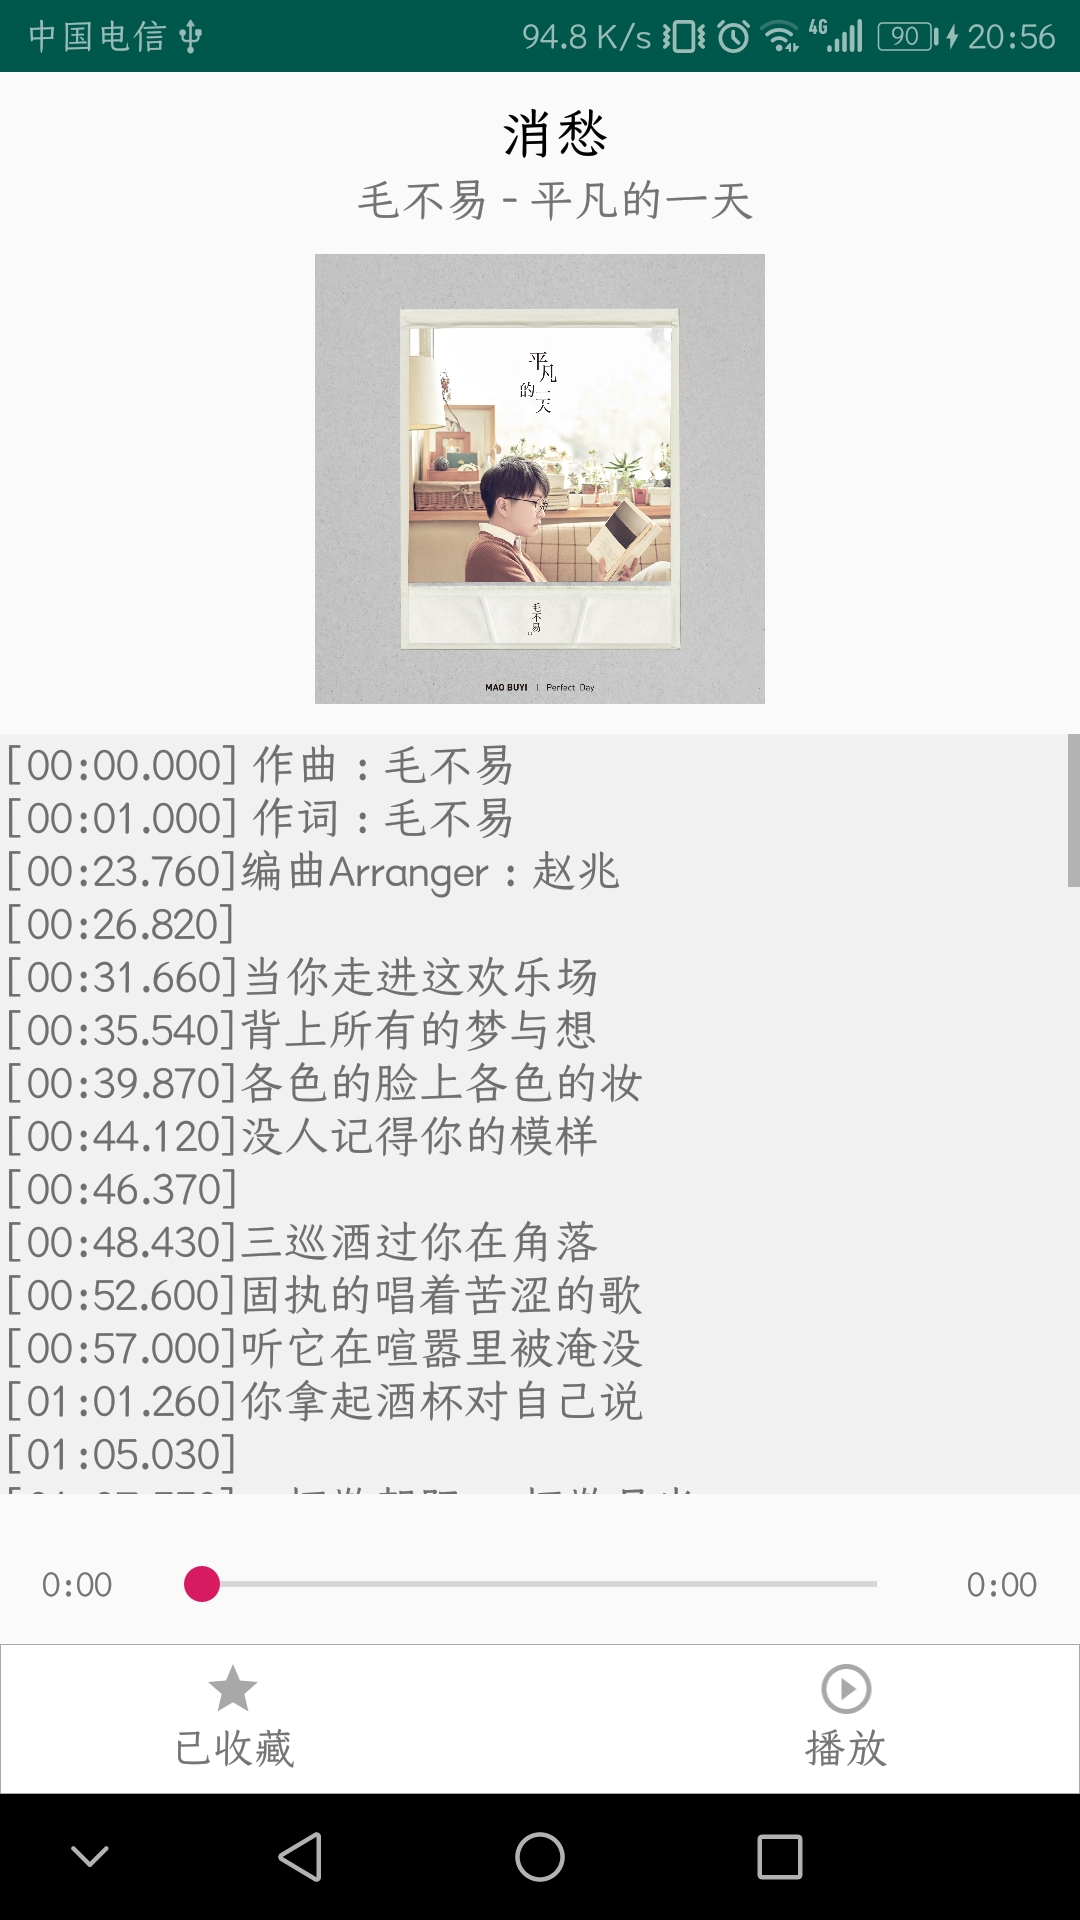 中国电信 94.8 K/s 4G 90 20:56
消愁
毛不易 - 平凡的一天
平凡
的一天
毛不易
MAO BUYI | Perfect Day
[00:00.000] 作曲 : 毛不易
[00:01.000] 作词 : 毛不易
[00:23.760]编曲Arranger : 赵兆
[00:26.820]
[00:31.660]当你走进这欢乐场
[00:35.540]背上所有的梦与想
[00:39.870]各色的脸上各色的妆
[00:44.120]没人记得你的模样
[00:46.370]
[00:48.430]三巡酒过你在角落
[00:52.600]固执的唱着苦涩的歌
[00:57.000]听它在喧嚣里被淹没
[01:01.260]你拿起酒杯对自己说
[01:05.030]
0:00 0:00
已收藏 播放